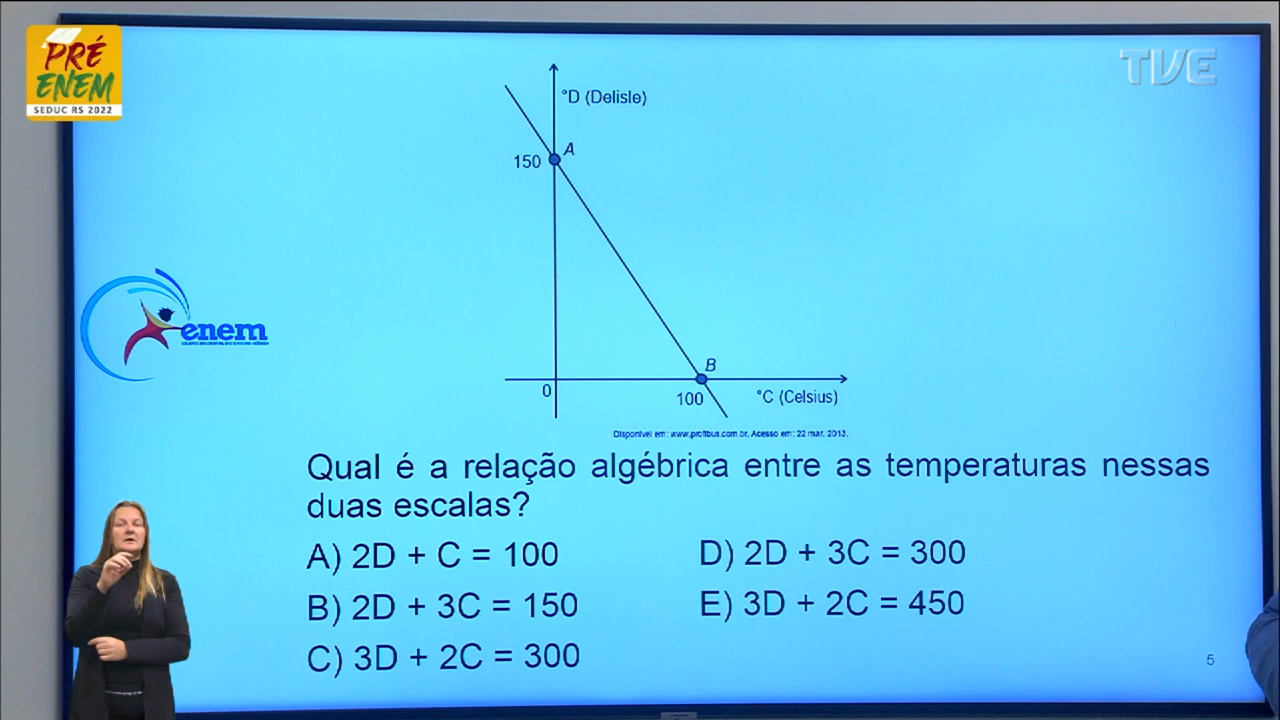 PRÉ
ENEM
SEDUC RS 2022
TVE
°D (Delisle)
A
150
B
0
100
°C (Celsius)
Disponível em: www.profibus.com.br. Acesso em: 22 mar. 2013.
enem
Qual é a relação algébrica entre as temperaturas nessas
duas escalas?
A) 2D + C = 100
B) 2D + 3C = 150
C) 3D + 2C = 300
D) 2D + 3C = 300
E) 3D + 2C = 450
5